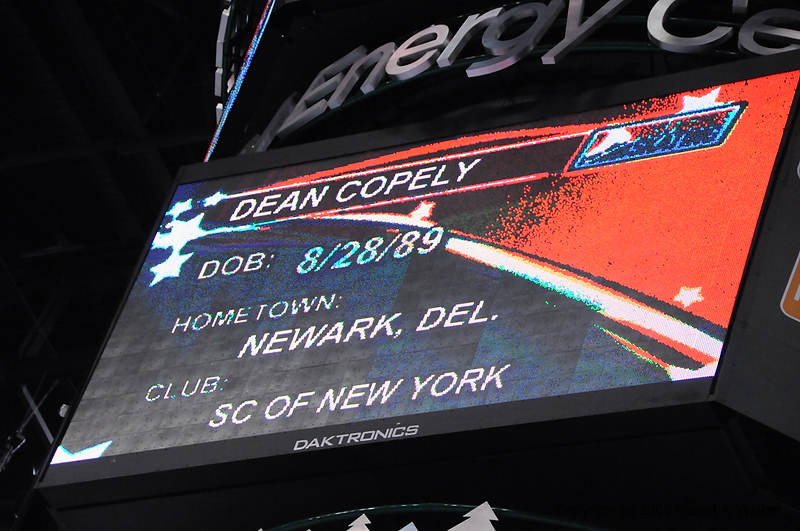 Energy Ce
DEAN COPELY
DOB: 8/28/89
HOMETOWN:
NEWARK, DEL.
CLUB:
SC OF NEW YORK
DAKTRONICS